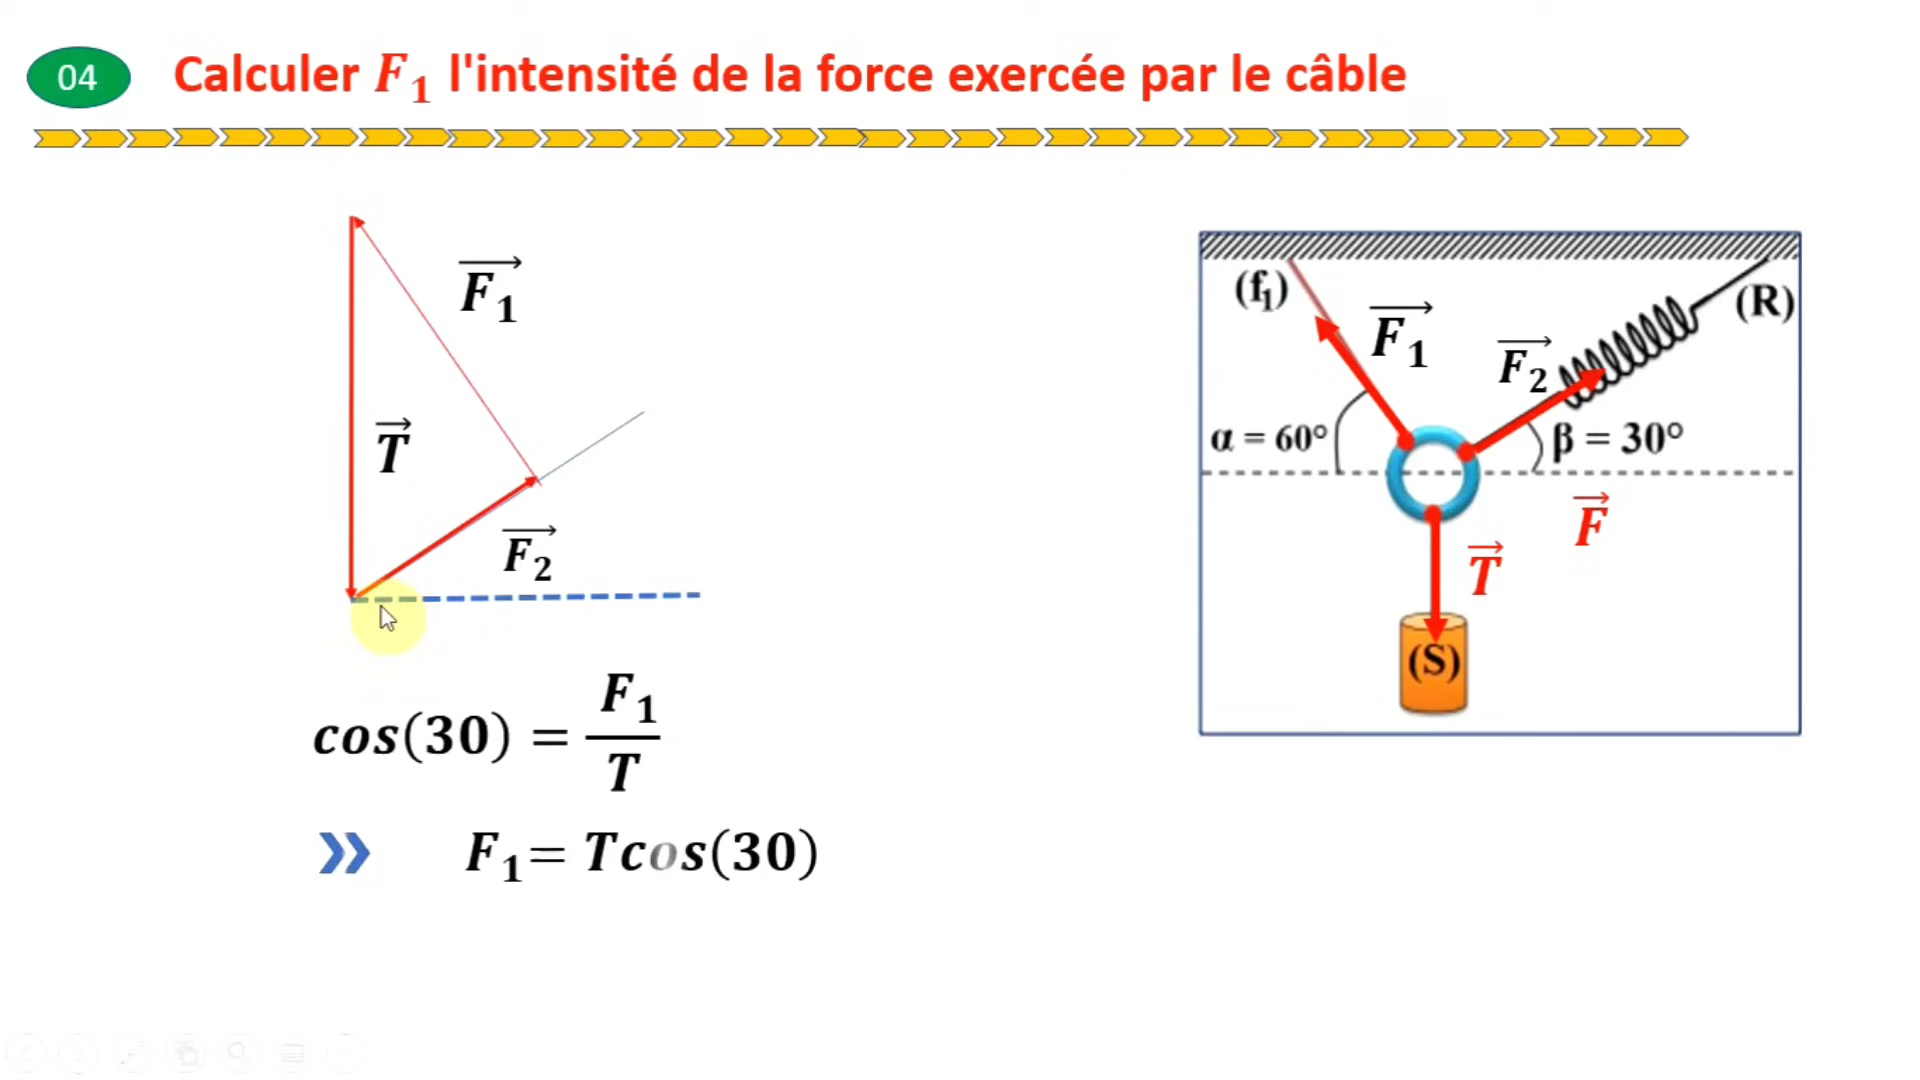 04 Calculer F₁ l'intensité de la force exercée par le câble
F₁
T
F₂
cos(30) = F₁/T
F₁= Tcos(30)
(f₁)
(R)
F₁
F₂
α = 60°
β = 30°
F
T
(S)